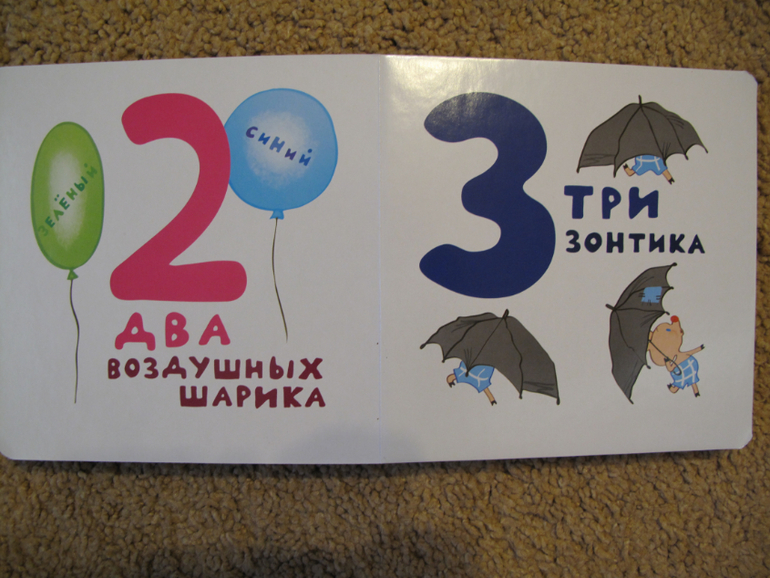 ЗЕЛЁНЫЙ
2
СИНИЙ
ДВА
ВОЗДУШНЫХ
ШАРИКА
3
ТРИ
ЗОНТИКА